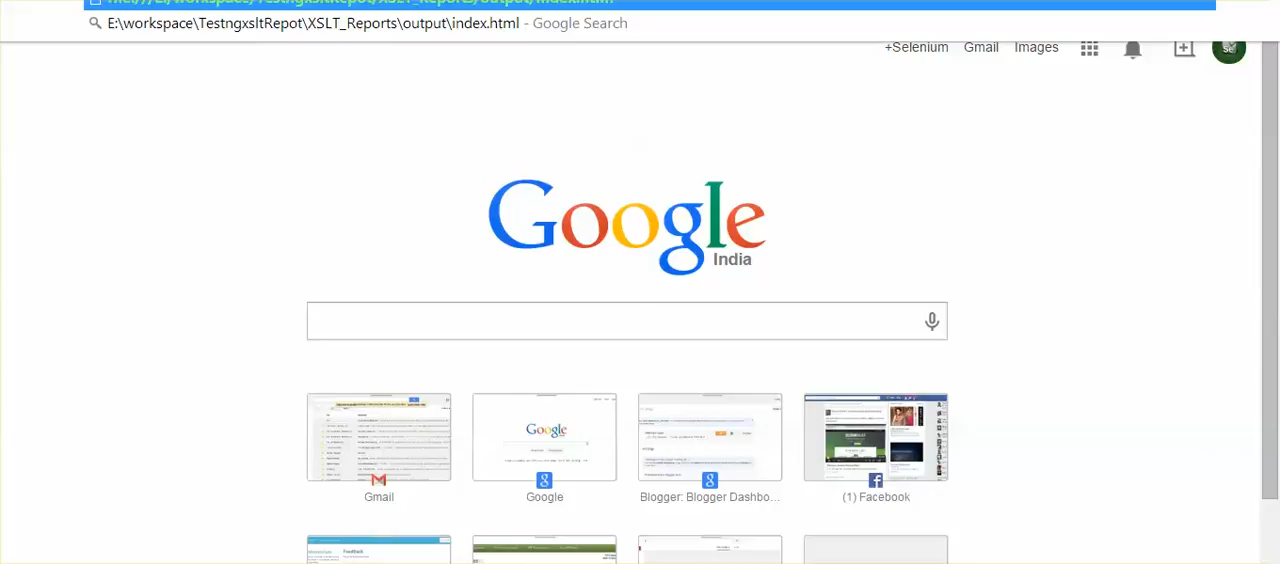 E:\workspace\TestngxsltRepot\XSLT_Reports\output\index.html - Google Search
+Selenium Gmail Images
Google
India
Gmail
Google
Blogger: Blogger Dashbo...
(1) Facebook